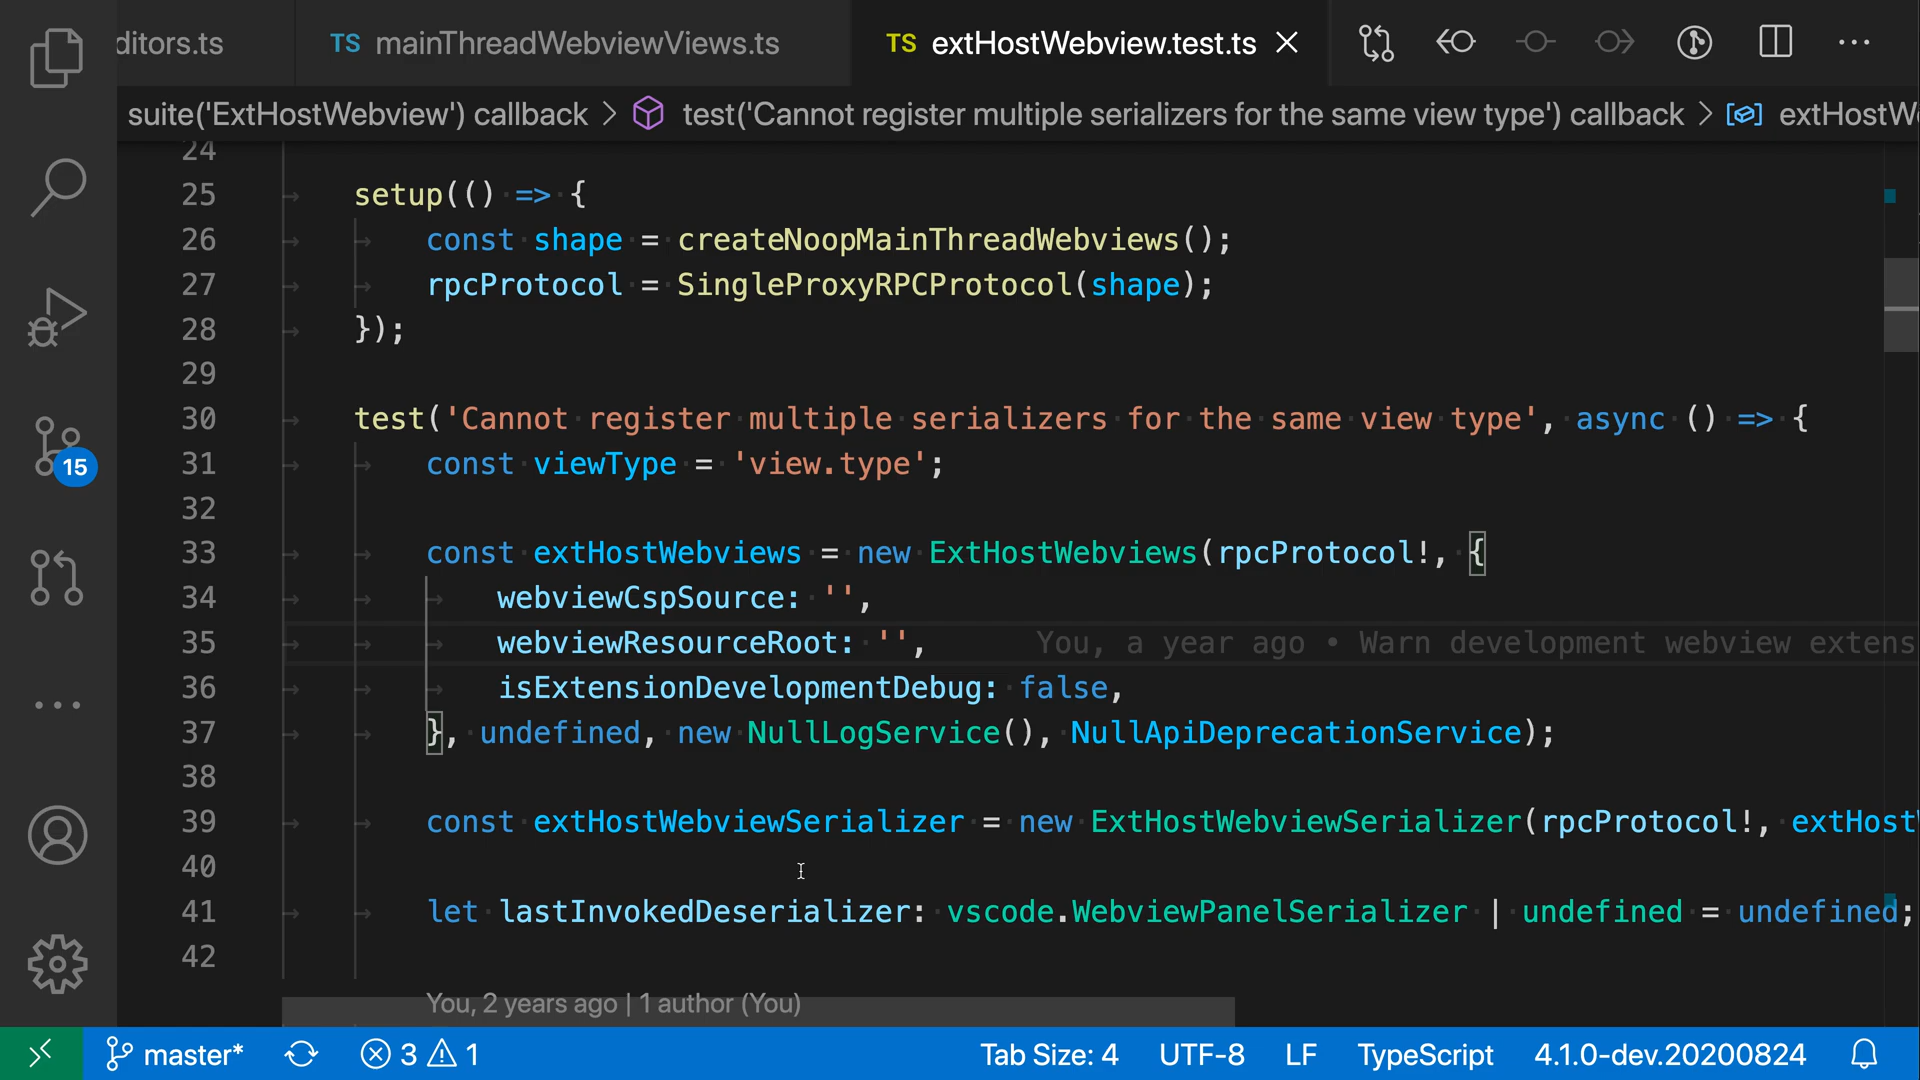 ditors.ts
TS mainThreadWebviewViews.ts
TS extHostWebview.test.ts
suite('ExtHostWebview') callback > test('Cannot register multiple serializers for the same view type') callback > extHostW
24
25 setup(() => {
26 const shape = createNoopMainThreadWebviews();
27 rpcProtocol = SingleProxyRPCProtocol(shape);
28 });
29
30 test('Cannot register multiple serializers for the same view type', async () => {
31 const viewType = 'view.type';
32
33 const extHostWebviews = new ExtHostWebviews(rpcProtocol!, {
34 webviewCspSource: '',
35 webviewResourceRoot: '', You, a year ago • Warn development webview extens
36 isExtensionDevelopmentDebug: false,
37 }, undefined, new NullLogService(), NullApiDeprecationService);
38
39 const extHostWebviewSerializer = new ExtHostWebviewSerializer(rpcProtocol!, extHostW
40
41 let lastInvokedDeserializer: vscode.WebviewPanelSerializer | undefined = undefined;
42
You, 2 years ago | 1 author (You)
15
master* 3 1 Tab Size: 4 UTF-8 LF TypeScript 4.1.0-dev.20200824